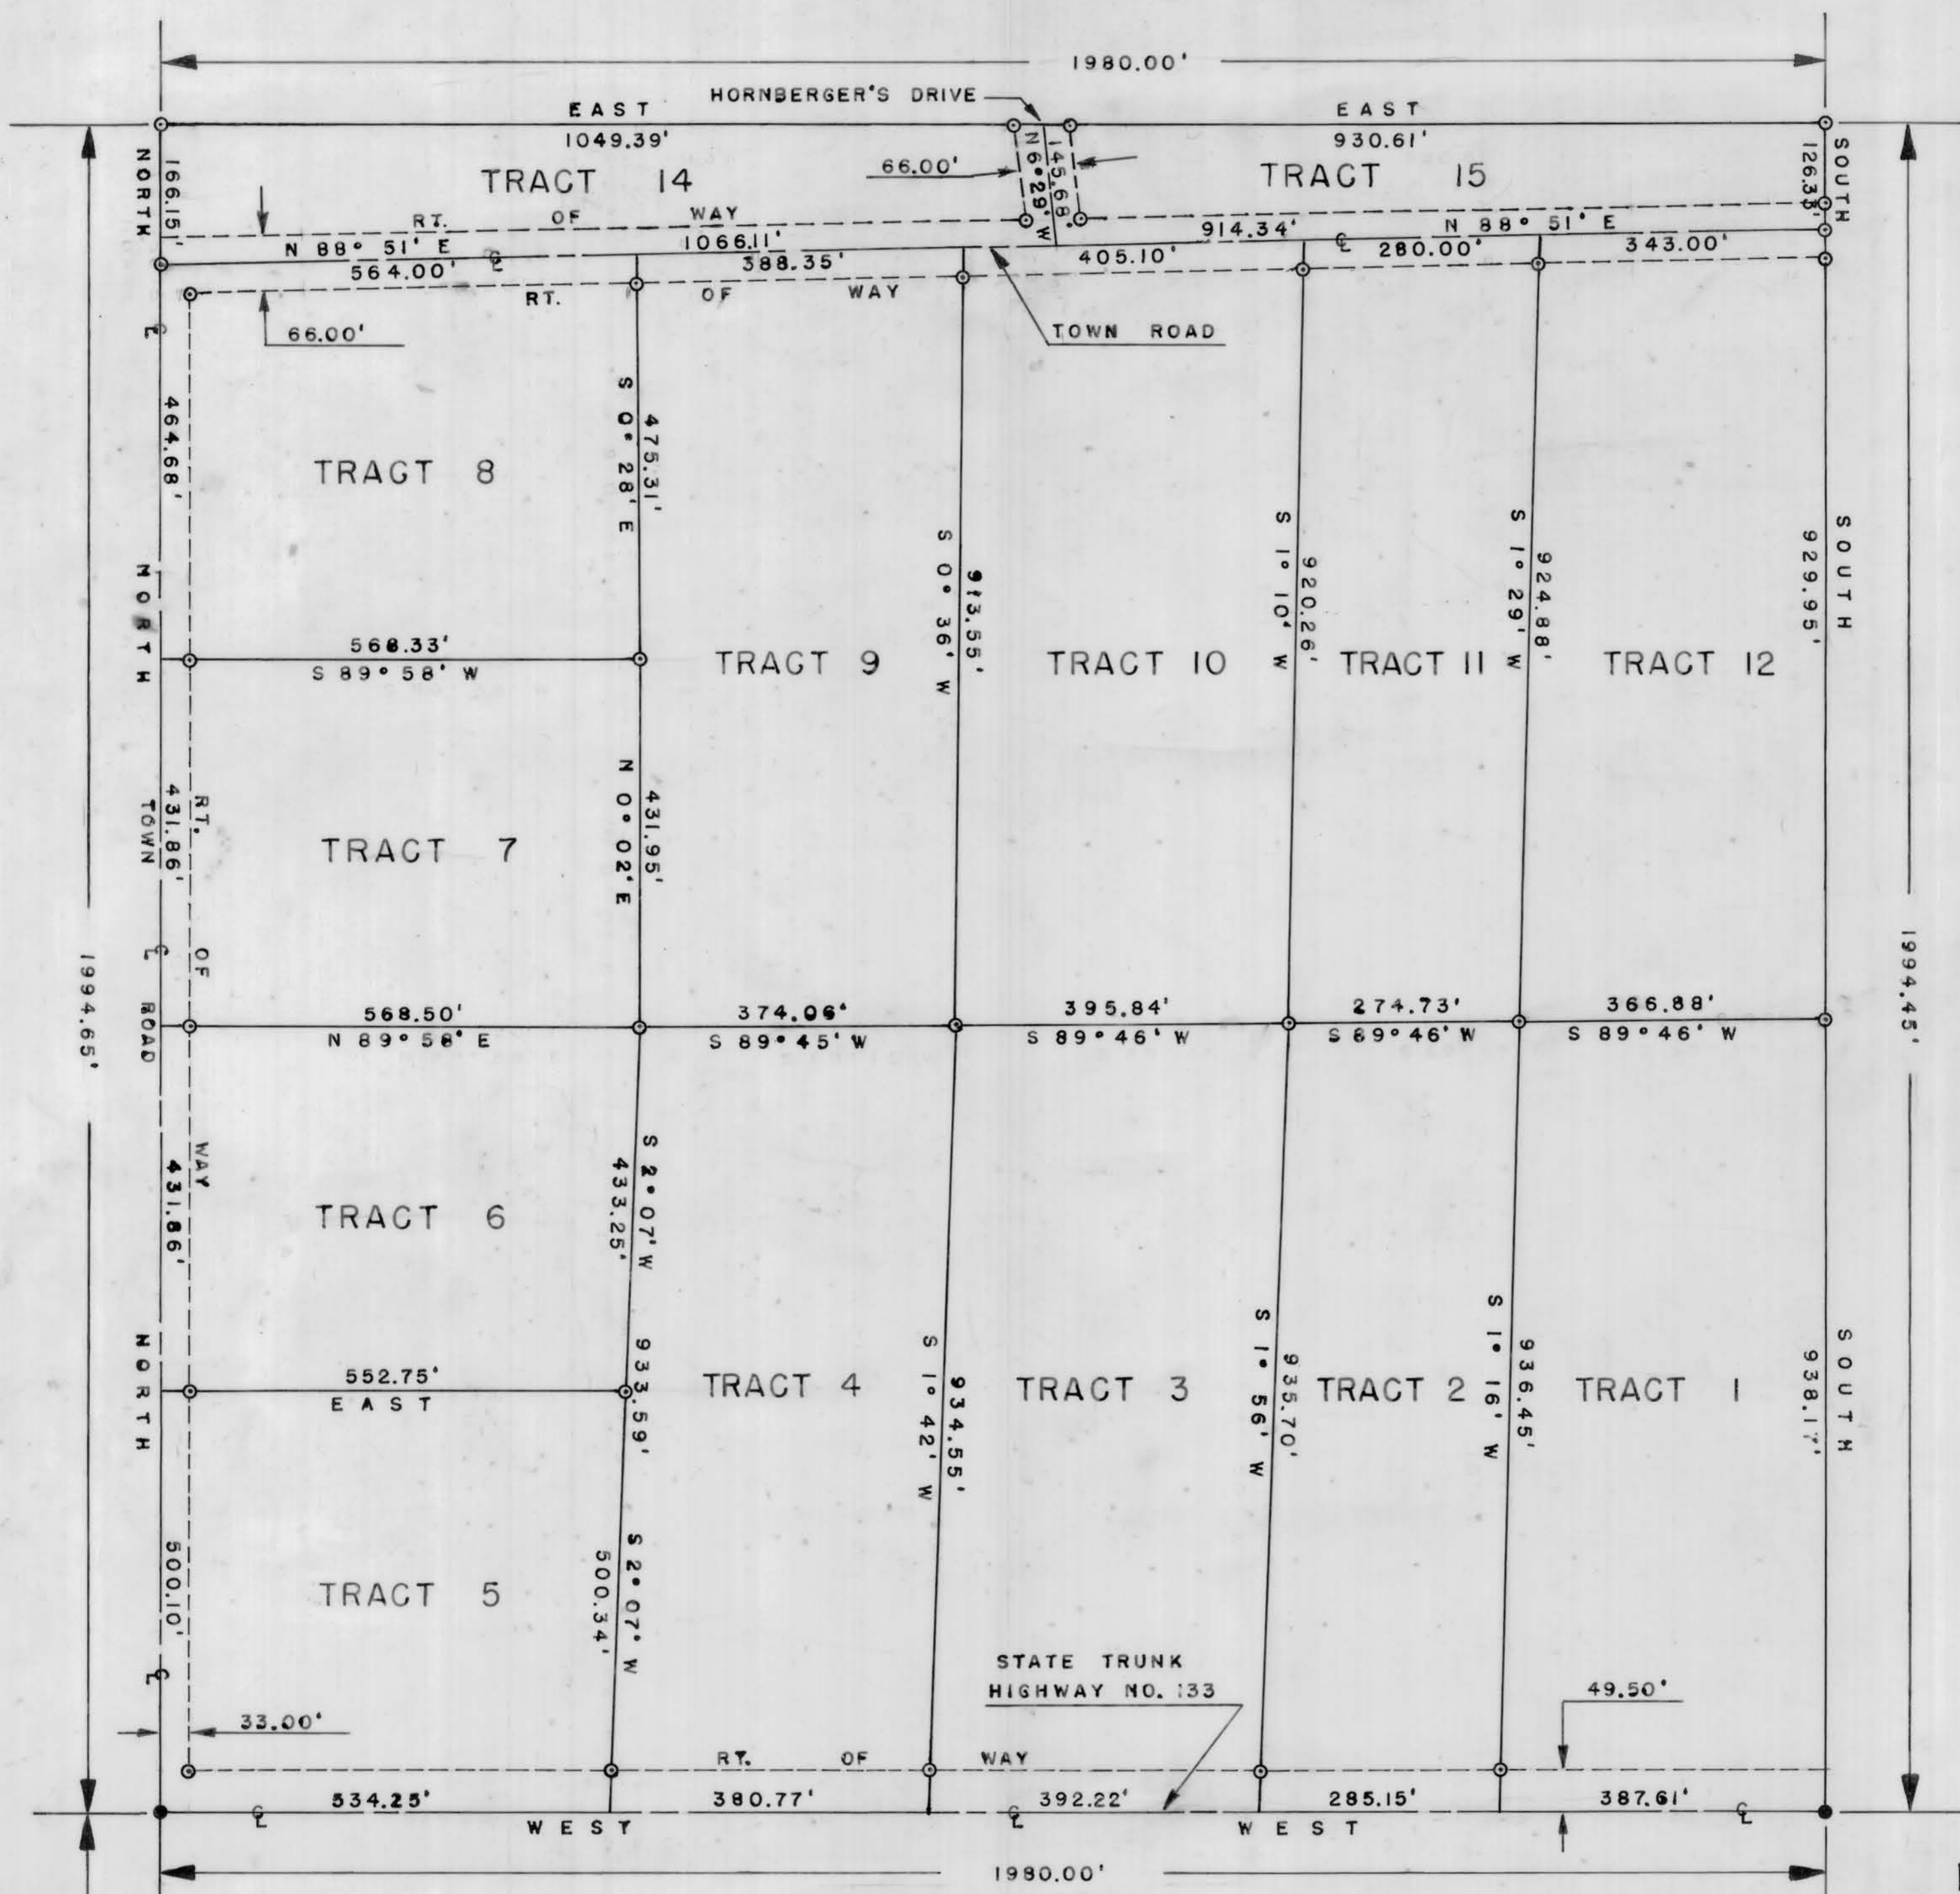 1980.00'
HORNBERGER'S DRIVE
EAST
EAST
1049.39'
930.61'
NORTH
166.15'
TRACT 14
66.00'
N 6° 29' W
145.68'
TRACT 15
126.33'
SOUTH
RT. OF WAY
N 88° 51' E
1066.11'
914.34'
N 88° 51' E
564.00'
388.35'
405.10'
280.00'
343.00'
RT. OF WAY
66.00'
TOWN ROAD
464.68'
NORTH
TRACT 8
S 0° 28' E
475.31'
S 0° 36' W
913.55'
S 1° 10' W
920.26'
S 1° 29' W
924.88'
929.95'
SOUTH
568.33'
S 89° 58' W
TRACT 9
TRACT 10
TRACT 11
TRACT 12
TOWN ROAD
431.86'
RT. OF WAY
TRACT 7
N 0° 02' E
431.95'
1994.65'
1994.45'
568.50'
N 89° 58' E
374.06'
S 89° 45' W
395.84'
S 89° 46' W
274.73'
S 89° 46' W
366.88'
S 89° 46' W
431.86'
TRACT 6
S 2° 07' W
433.25'
NORTH
552.75'
EAST
933.59'
TRACT 4
S 1° 42' W
934.55'
TRACT 3
S 1° 56' W
935.70'
TRACT 2
S 1° 16' W
936.45'
TRACT 1
938.17'
SOUTH
500.10'
TRACT 5
500.34'
S 2° 07' W
STATE TRUNK
HIGHWAY NO. 133
49.50'
33.00'
RT. OF WAY
534.25'
380.77'
392.22'
285.15'
387.61'
WEST
WEST
1980.00'